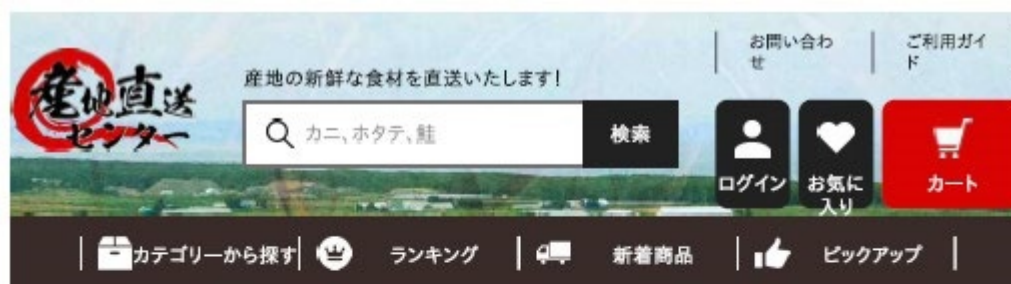 お問い合わ
せ
ご利用ガイ
ド
産地直送
センター
産地の新鮮な食材を直送いたします!
カニ、ホタテ、鮭
検索
ログイン
お気に
入り
カート
カテゴリーから探す
ランキング
新着商品
ピックアップ